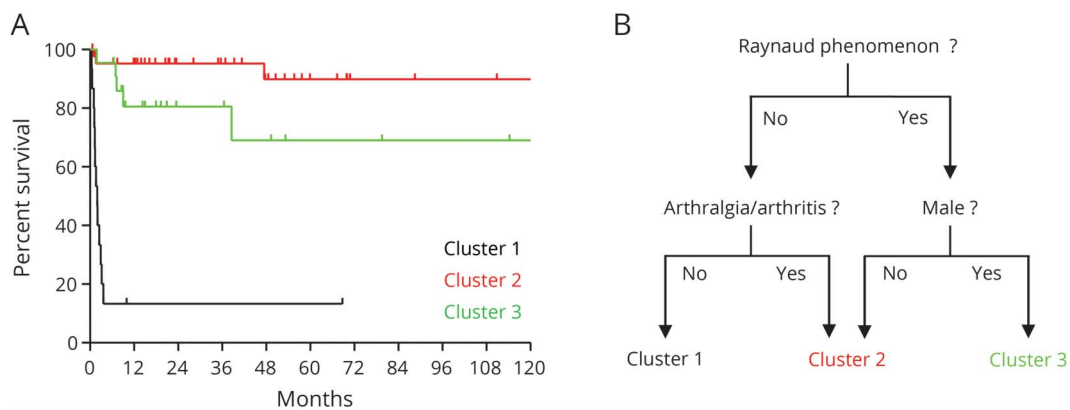 A
Percent survival
100
80
60
40
20
0
0 12 24 36 48 60 72 84 96 108 120
Months
Cluster 1
Cluster 2
Cluster 3
B
Raynaud phenomenon ?
No Yes
Arthralgia/arthritis ? Male ?
No Yes No Yes
Cluster 1 Cluster 2 Cluster 3